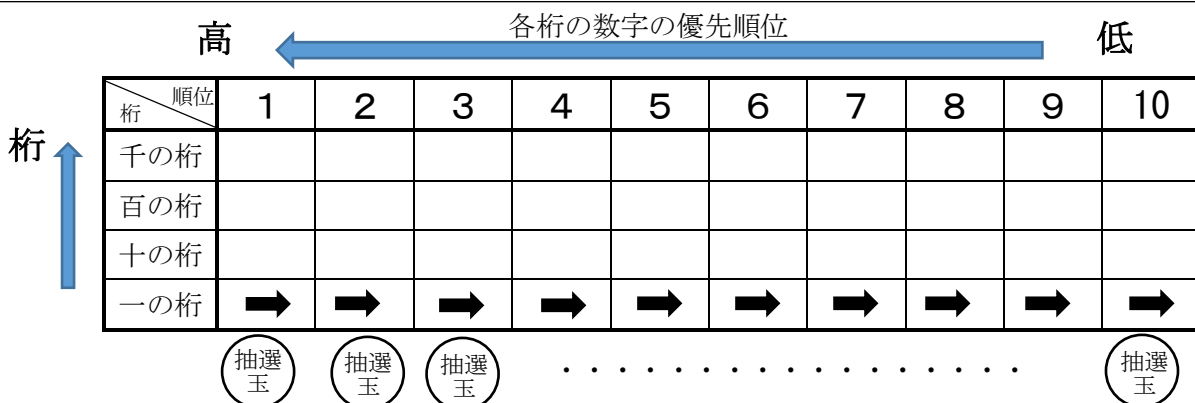 各桁の数字の優先順位
高 低
桁 順位 1 2 3 4 5 6 7 8 9 10
桁
千の桁
百の桁
十の桁
一の桁
抽選玉 抽選玉 抽選玉 ・・・・・・・・・・・・・・・・・ 抽選玉